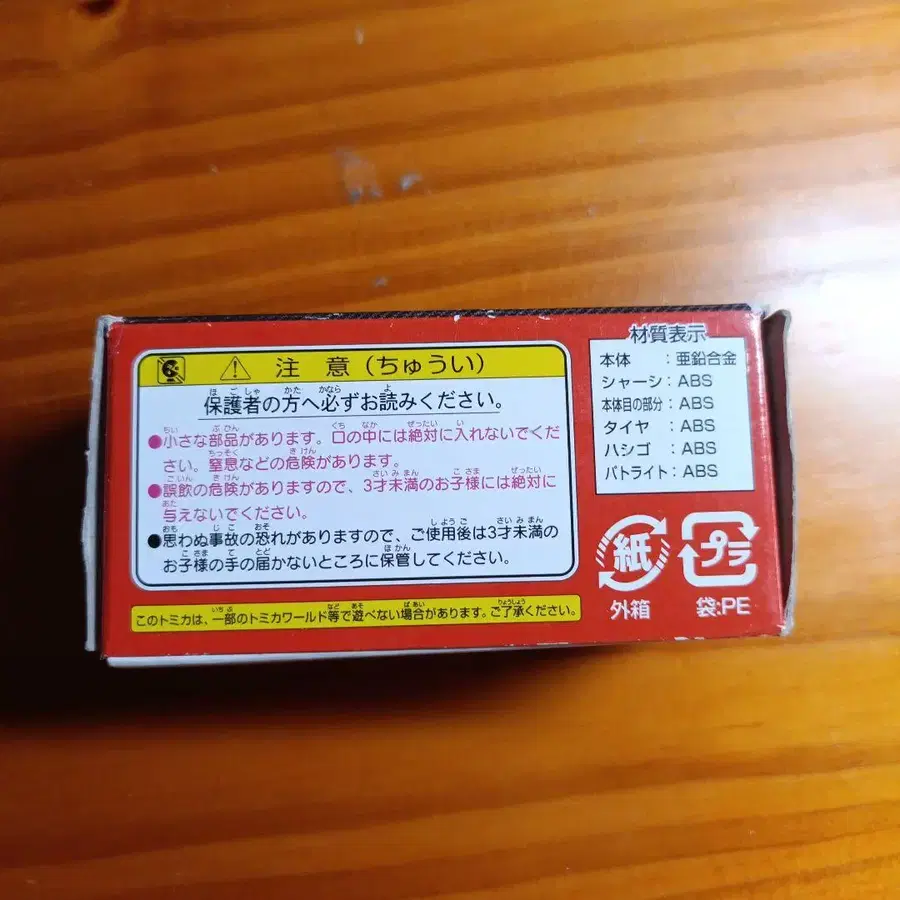 注意(ちゅうい)
保護者の方へ必ずお読みください。
●小さな部品があります。口の中には絶対に入れないでくだ
さい。窒息などの危険があります。
●誤飲の危険がありますので、3才未満のお子様には絶対に
与えないでください。
●思わぬ事故の恐れがありますので、ご使用後は3才未満の
お子様の手の届かないところに保管してください。
このトミカは、一部のトミカワールド等で遊べない場合があります。ご了承ください。
材質表示
本体:亜鉛合金
シャーシ:ABS
本体目の部分:ABS
タイヤ:ABS
ハシゴ:ABS
パトライト:ABS
紙
外箱
プラ
袋:PE